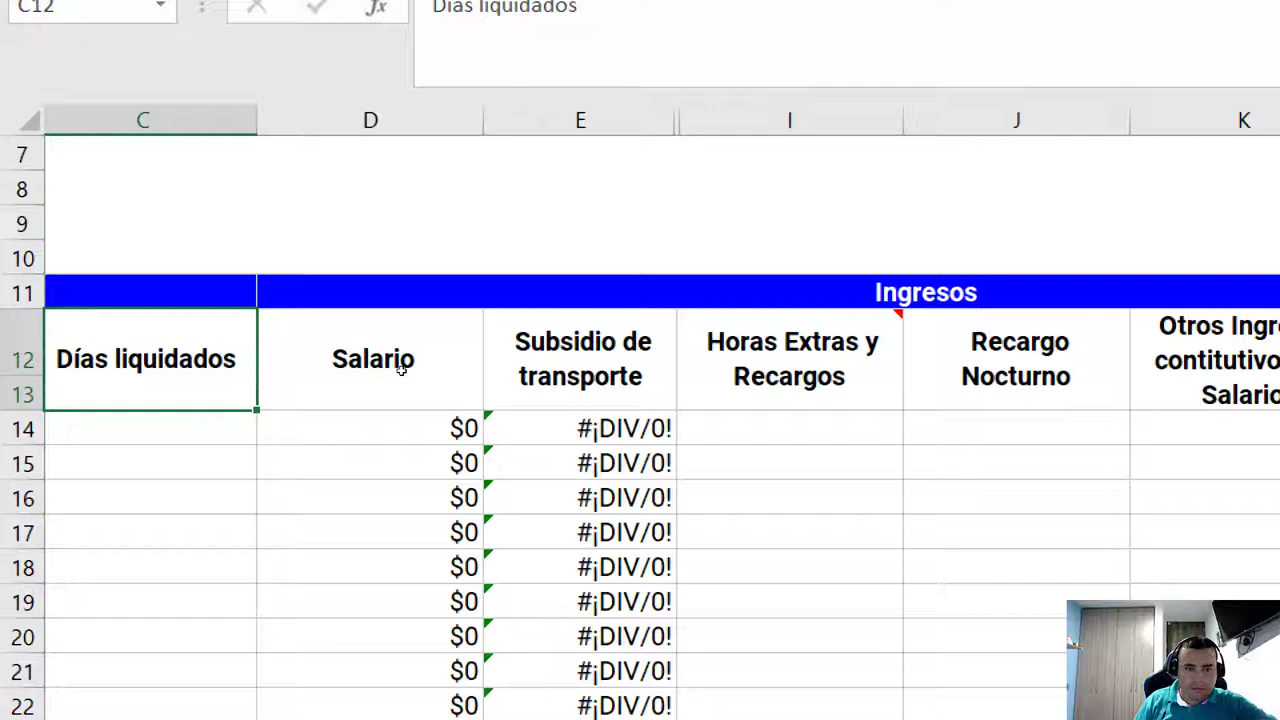 C12 fx Días liquidados
C D E I J K
7
8
9
10
11 Ingresos
12
13
Días liquidados
Salario
Subsidio de
transporte
Horas Extras y
Recargos
Recargo
Nocturno
Otros
Salario
14 $0 #¡DIV/0!
15 $0 #¡DIV/0!
16 $0 #¡DIV/0!
17 $0 #¡DIV/0!
18 $0 #¡DIV/0!
19 $0 #¡DIV/0!
20 $0 #¡DIV/0!
21 $0 #¡DIV/0!
22 $0 #¡DIV/0!